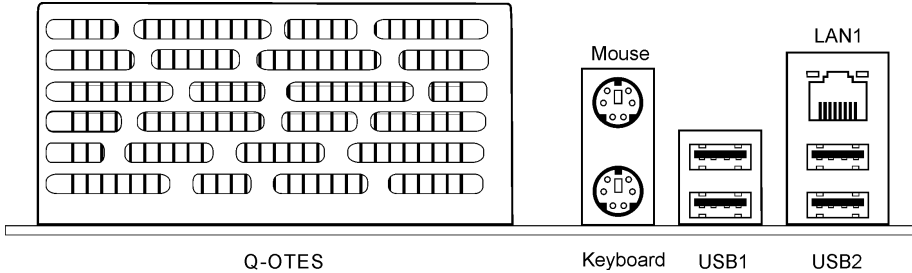 Mouse
LAN1
Q-OTES
Keyboard
USB1
USB2